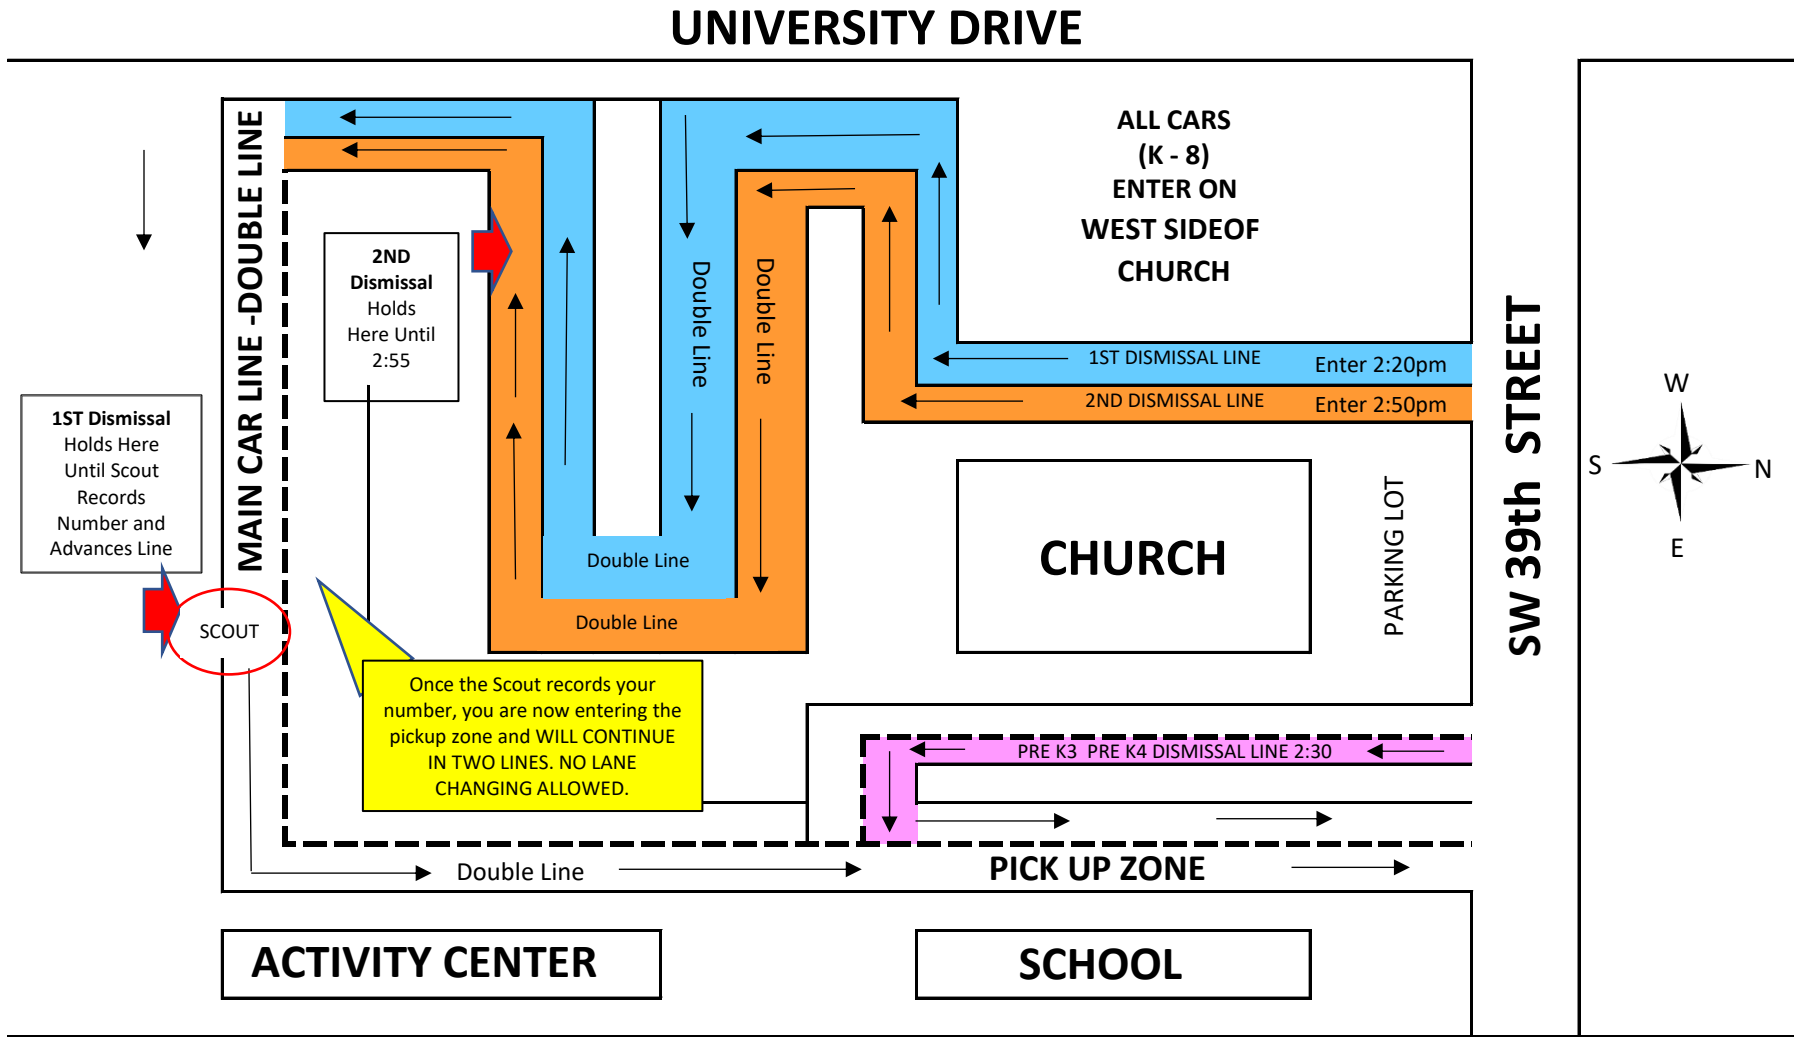 UNIVERSITY DRIVE
MAIN CAR LINE -DOUBLE LINE
ALL CARS
(K - 8)
ENTER ON
WEST SIDEOF
CHURCH
2ND
Dismissal
Holds
Here Until
2:55
Double Line
Double Line
1ST DISMISSAL LINE
Enter 2:20pm
2ND DISMISSAL LINE
Enter 2:50pm
1ST Dismissal
Holds Here
Until Scout
Records
Number and
Advances Line
SCOUT
Double Line
Double Line
CHURCH
PARKING LOT
SW 39th STREET
W
S
N
E
Once the Scout records your
number, you are now entering the
pickup zone and WILL CONTINUE
IN TWO LINES. NO LANE
CHANGING ALLOWED.
PRE K3 PRE K4 DISMISSAL LINE 2:30
Double Line
PICK UP ZONE
ACTIVITY CENTER
SCHOOL